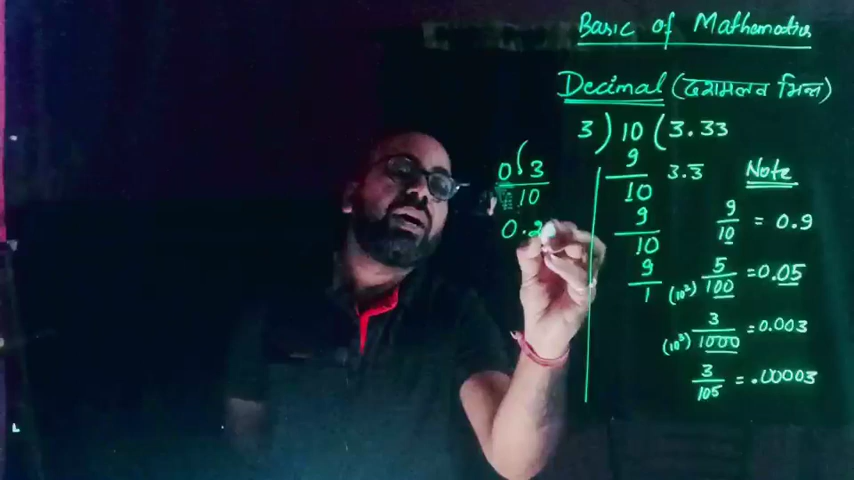 Basic of Mathematics
Decimal (दशमलव भिन्न)
3 ) 10 ( 3.33
9
10
3.3̅
9
10
9
1
0 3
10
0.
Note
9/10 = 0.9
5/100 = 0.05
(10²)
3/1000 = 0.003
(10³)
3/105 = .00003